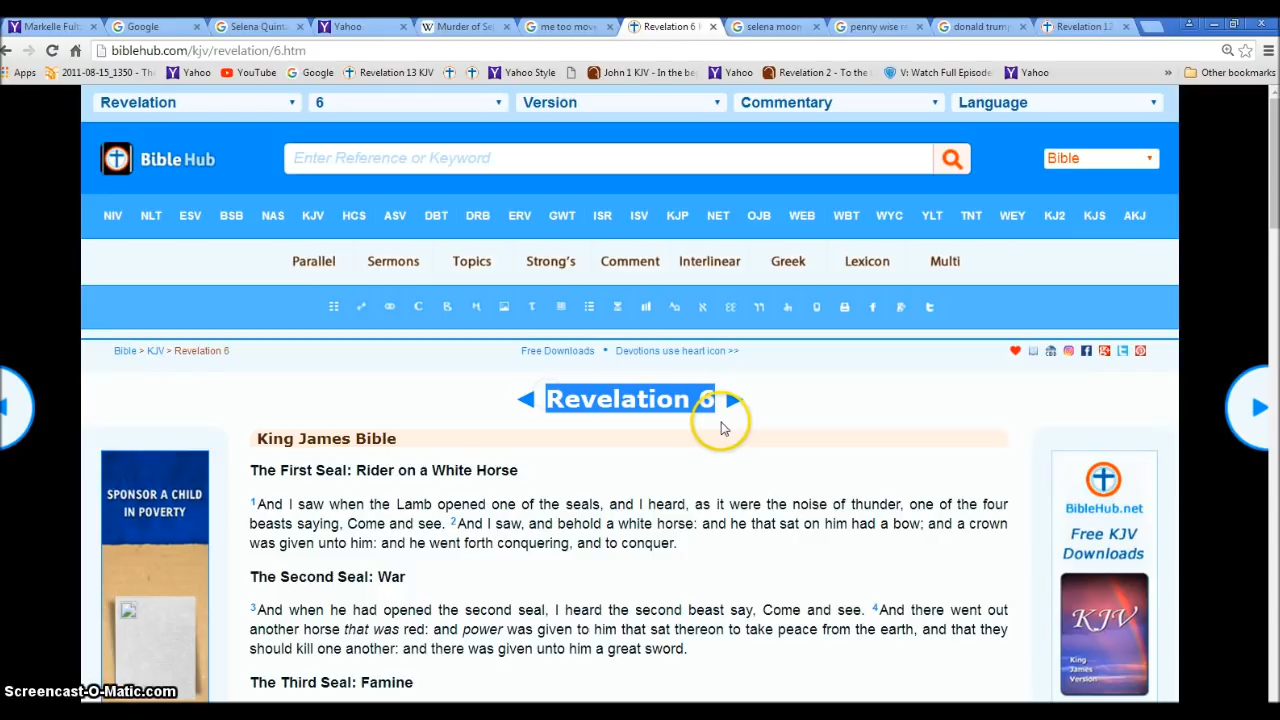 Markelle Fult
Google
Selena Quint
Yahoo
Murder of Se
me too move
Revelation 6
selena moon
penny wise r
donald trum
Revelation 12
biblehub.com/kjv/revelation/6.htm
Apps
2011-08-15_1350 - Th
Yahoo
YouTube
Google
Revelation 13 KJV
Yahoo Style
John 1 KJV - In the be
Yahoo
Revelation 2 - To the
V: Watch Full Episode
Yahoo
»
Other bookmarks
Revelation
6
Version
Commentary
Language
Bible Hub
Enter Reference or Keyword
Bible
NIV NLT ESV BSB NAS KJV HCS ASV DBT DRB ERV GWT ISR ISV KJP NET OJB WEB WBT WYC YLT TNT WEY KJ2 KJS AKJ
Parallel Sermons Topics Strong's Comment Interlinear Greek Lexicon Multi
Bible > KJV > Revelation 6
Free Downloads • Devotions use heart icon >>
◄ Revelation 6 ►
King James Bible
The First Seal: Rider on a White Horse
1And I saw when the Lamb opened one of the seals, and I heard, as it were the noise of thunder, one of the four
beasts saying, Come and see. 2And I saw, and behold a white horse: and he that sat on him had a bow; and a crown
was given unto him: and he went forth conquering, and to conquer.
The Second Seal: War
3And when he had opened the second seal, I heard the second beast say, Come and see. 4And there went out
another horse that was red: and power was given to him that sat thereon to take peace from the earth, and that they
should kill one another: and there was given unto him a great sword.
The Third Seal: Famine
SPONSOR A CHILD
IN POVERTY
BibleHub.net
Free KJV
Downloads
KJV
King
James
Version
Screencast-O-Matic.com